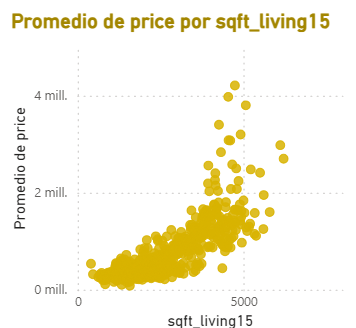 Promedio de price por sqft_living15
4 mill.
2 mill.
0 mill.
Promedio de price
0
5000
sqft_living15